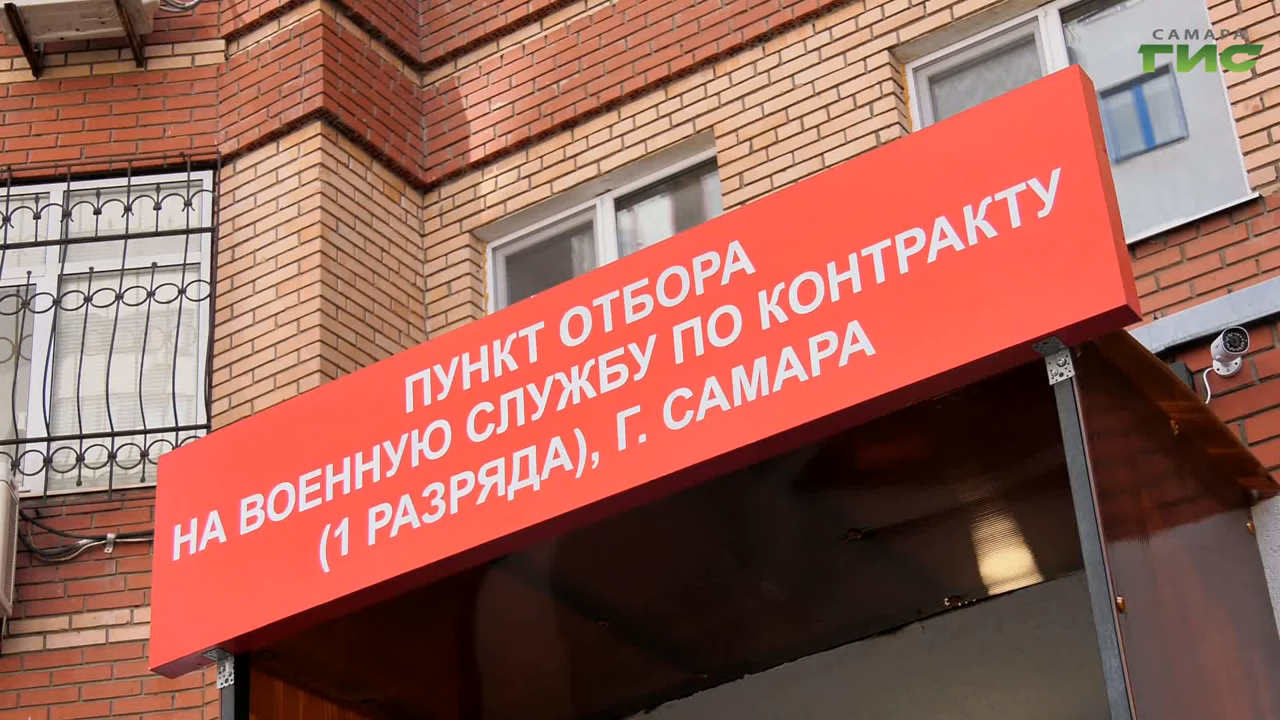 САМАРА
ГИС
ПУНКТ ОТБОРА
НА ВОЕННУЮ СЛУЖБУ ПО КОНТРАКТУ
(1 РАЗРЯДА), Г. САМАРА